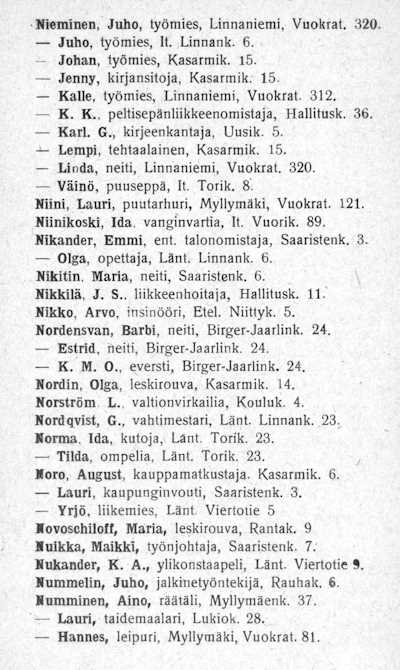 Nieminen, Juho, työmies, Linnaniemi, Vuokrat. 320.
— Juho, työmies, It. Linnank. 6.
— Johan, työmies, Kasarmik. 15.
— Jenny, kirjansitoja, Kasarmik. 15.
— Kalle, työmies, Linnaniemi, Vuokrat. 312.
— K. K., peltisepänliikkeenomistaja, Hallitusk. 36.
— Karl. G., kirjeenkantaja, Uusik. 5.
— Lempi, tehtaalainen, Kasarmik. 15.
— Linda, neiti, Linnaniemi, Vuokrat. 320.
— Väinö, puuseppä, It. Torik. 8.
Niini, Lauri, puutarhuri, Myllymäki, Vuokrat. 121.
Niinikoski, Ida, vanginvartia, It. Vuorik. 89.
Nikander, Emmi, ent. talonomistaja, Saaristenk. 3.
— Olga, opettaja, Länt. Linnank. 6.
Nikitin, Maria, neiti, Saaristenk. 6.
Nikkilä, J. S., liikkeenhoitaja, Hallitusk. 11.
Nikko, Arvo, insinööri, Etel. Niittyk. 5.
Nordensvan, Barbi, neiti, Birger-Jaarlink. 24.
— Estrid, neiti, Birger-Jaarlink. 24.
— K. M. O., eversti, Birger-Jaarlink. 24.
Nordin, Olga, leskirouva, Kasarmik. 14.
Norström L., valtionvirkailia, Kouluk. 4.
Nordqvist, G., vahtimestari, Länt. Linnank. 23.
Norma, Ida, kutoja, Länt. Torik. 23.
— Tilda, ompelia, Länt. Torik. 23.
Noro, August, kauppamatkustaja. Kasarmik. 6.
— Lauri, kaupunginvouti, Saaristenk. 3.
— Yrjö, liikemies, Länt. Viertotie 5
Novoschiloff, Maria, leskirouva, Rantak. 9
Nuikka, Maikki, työnjohtaja, Saaristenk. 7.
Nukander, K. A., ylikonstaapeli, Länt. Viertotie 9.
Nummelin, Juho, jalkinetyöntekijä, Rauhak. 6.
Numminen, Aino, räätäli, Myllymäenk. 37.
— Lauri, taidemaalari, Lukiok. 28.
— Hannes, leipuri, Myllymäki, Vuokrat. 81.